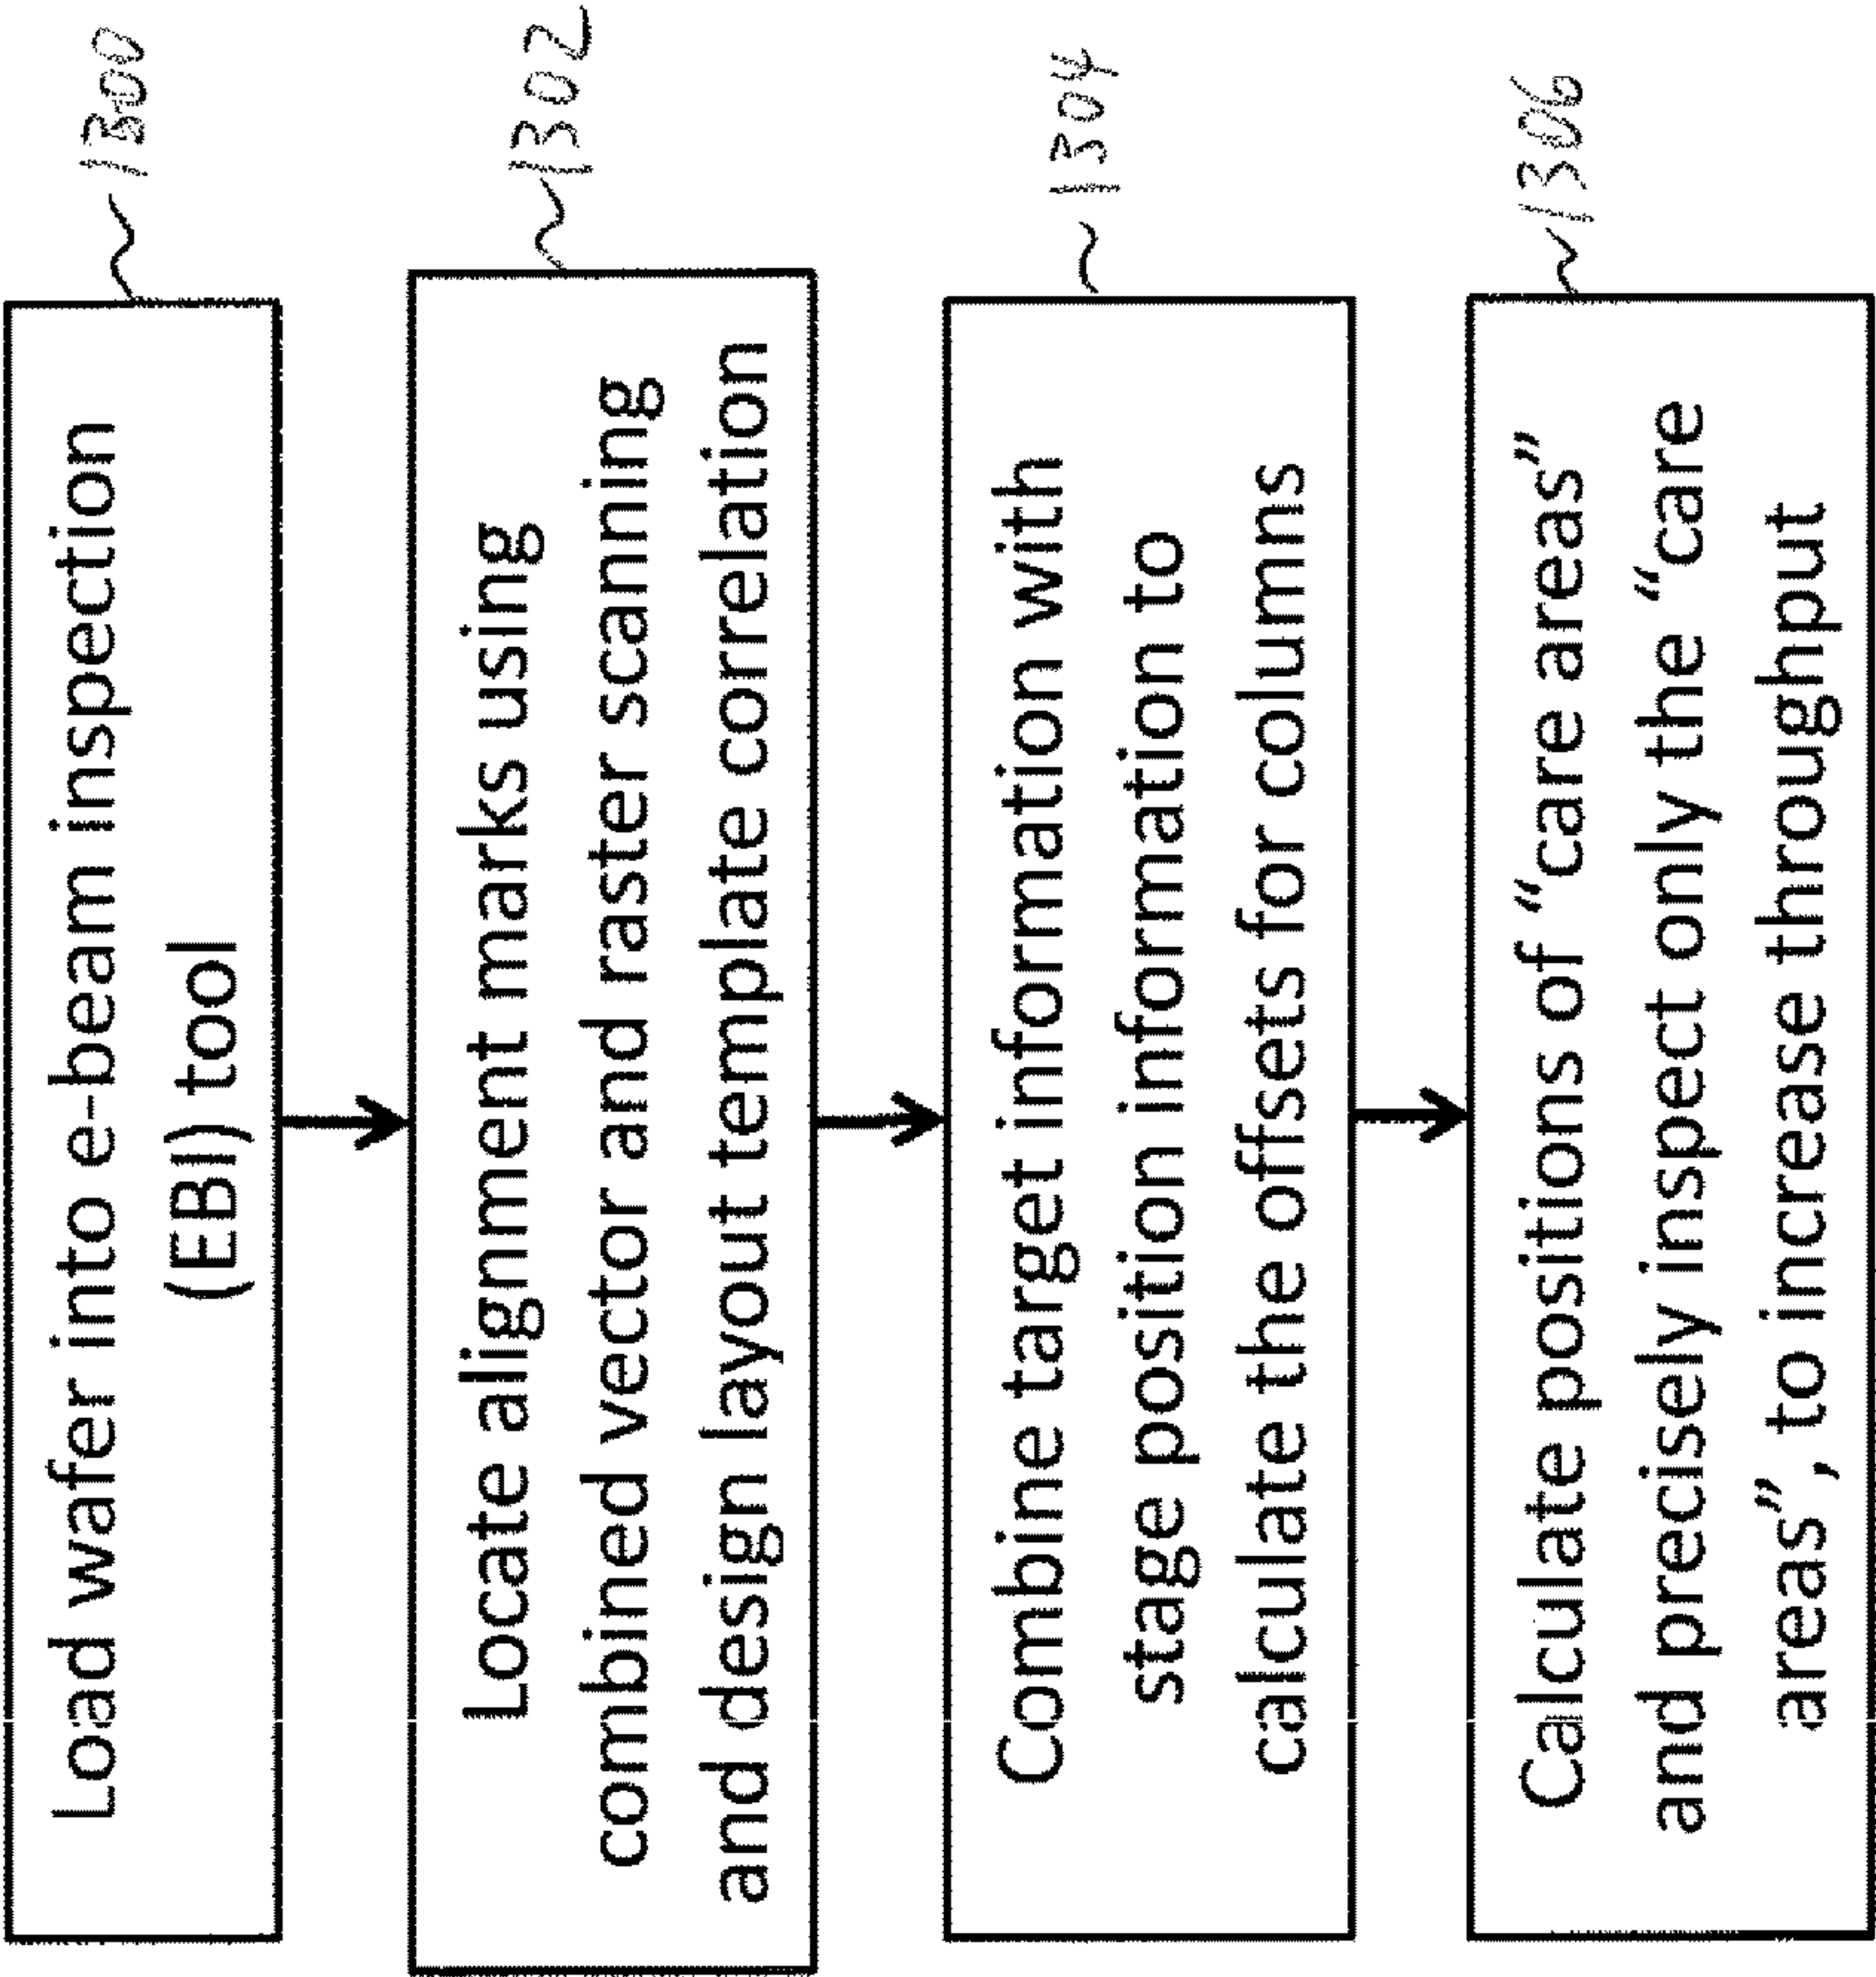 Load wafer into e-beam inspection
(EBI) tool
1300
Locate alignment marks using
combined vector and raster scanning
and design layout template correlation
1302
Combine target information with
stage position information to
calculate the offsets for columns
1304
Calculate positions of “care areas”
and precisely inspect only the “care
areas”, to increase throughput
1306